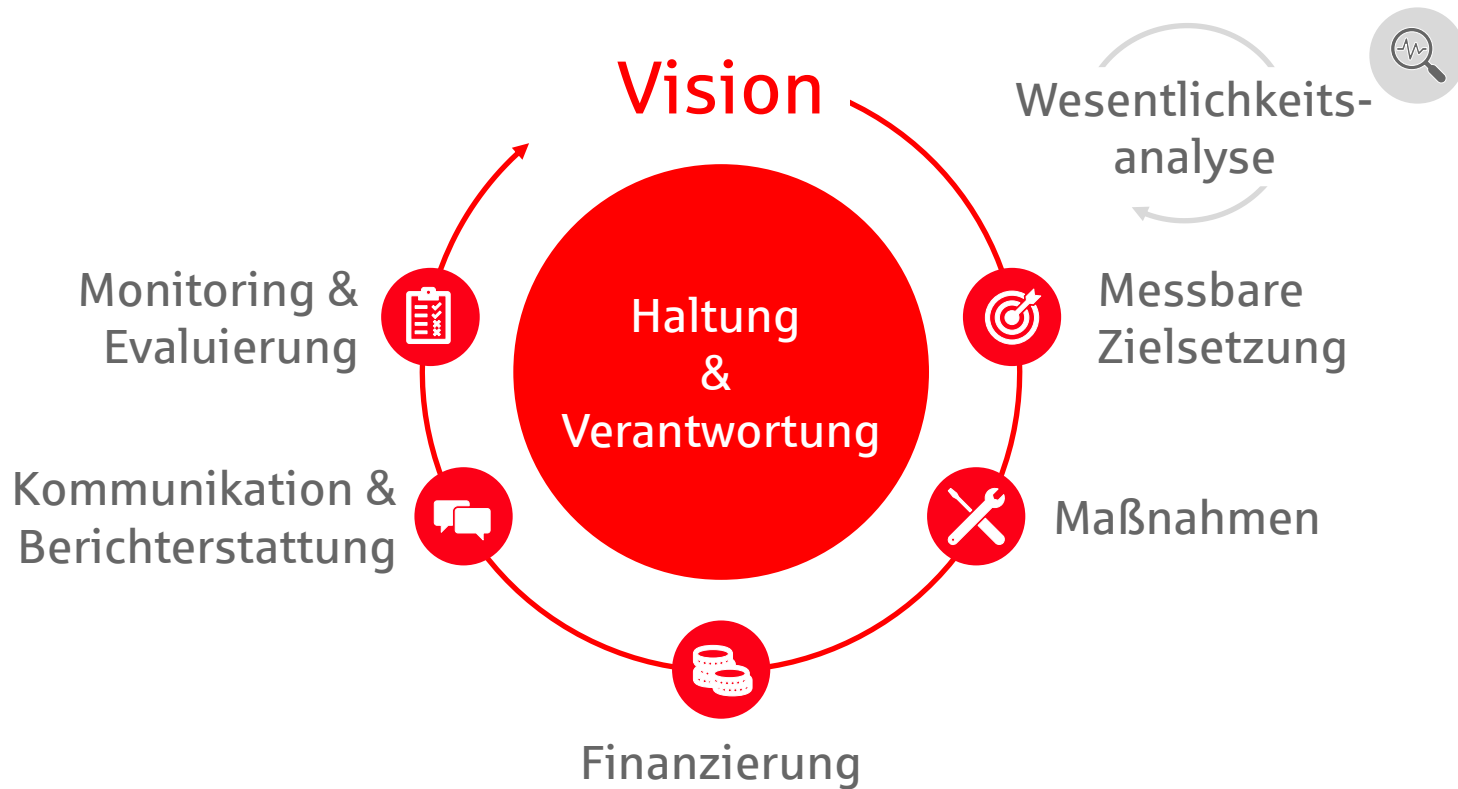 Vision
Wesentlichkeits-
analyse
Messbare
Zielsetzung
Maßnahmen
Finanzierung
Kommunikation &
Berichterstattung
Monitoring &
Evaluierung
Haltung
&
Verantwortung